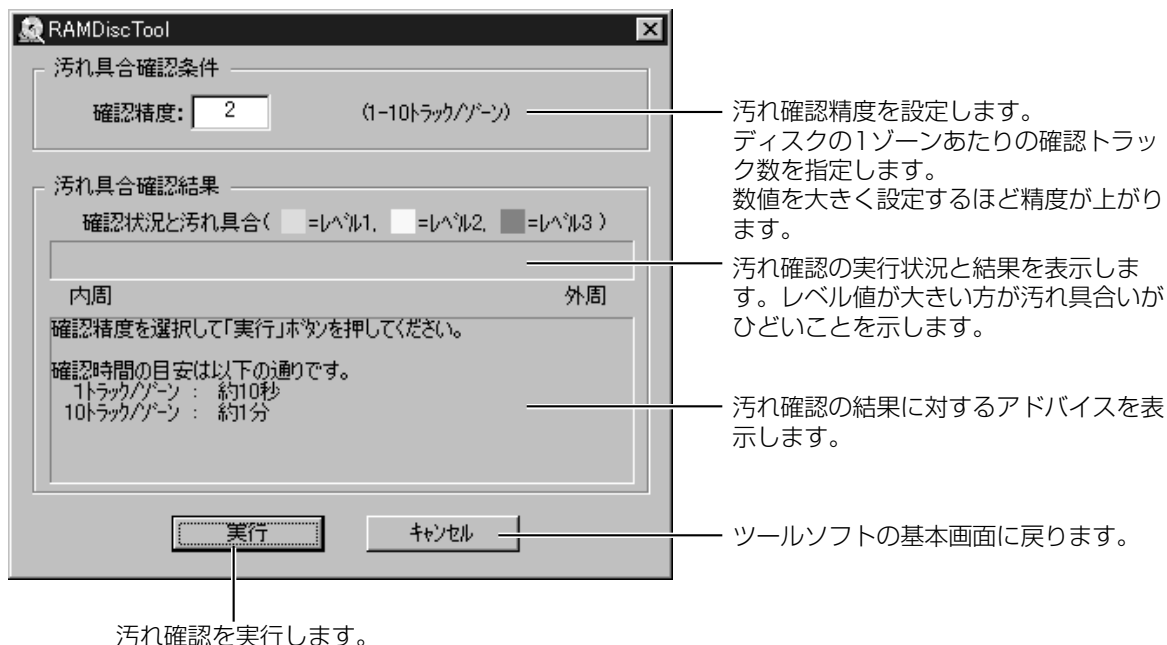 RAMDiscTool
汚れ具合確認条件
確認精度: 2 (1-10ﾄﾗｯｸ/ｿﾞｰﾝ)
汚れ確認精度を設定します。
ディスクの1ゾーンあたりの確認トラッ
ク数を指定します。
数値を大きく設定するほど精度が上がり
ます。
汚れ具合確認結果
確認状況と汚れ具合( =ﾚﾍﾞﾙ1, =ﾚﾍﾞﾙ2, =ﾚﾍﾞﾙ3 )
汚れ確認の実行状況と結果を表示しま
す。レベル値が大きい方が汚れ具合いが
ひどいことを示します。
内周 外周
確認精度を選択して「実行」ﾎﾞﾀﾝを押してください。
確認時間の目安は以下の通りです。
1ﾄﾗｯｸ/ｿﾞｰﾝ : 約10秒
10ﾄﾗｯｸ/ｿﾞｰﾝ : 約1分
汚れ確認の結果に対するアドバイスを表
示します。
実行 ｷｬﾝｾﾙ
ツールソフトの基本画面に戻ります。
汚れ確認を実行します。